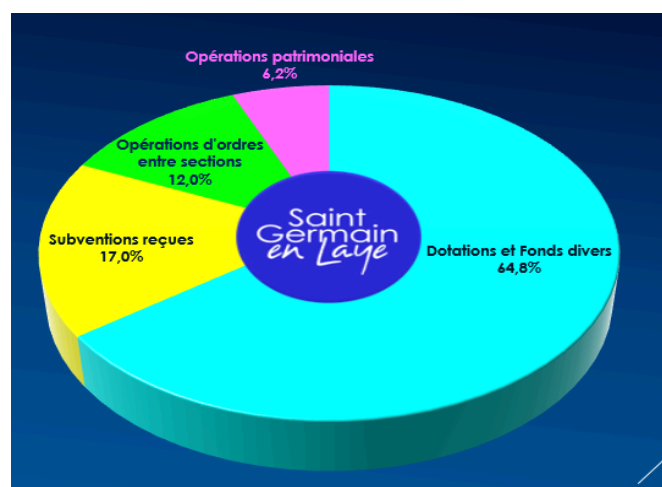 Opérations patrimoniales
6,2%
Opérations d'ordres
entre sections
12,0%
Subventions reçues
17,0%
Saint
Germain
en Laye
Dotations et Fonds divers
64,8%